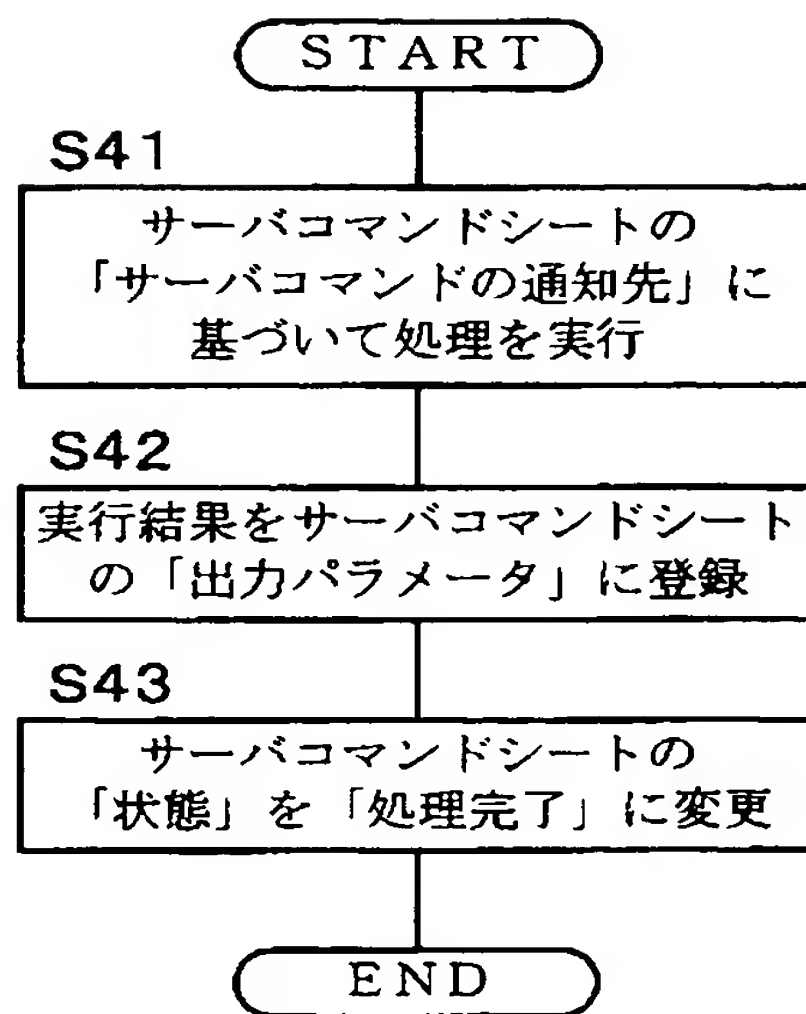 START
S41
サーバコマンドシートの
「サーバコマンドの通知先」に
基づいて処理を実行
S42
実行結果をサーバコマンドシート
の「出力パラメータ」に登録
S43
サーバコマンドシートの
「状態」を「処理完了」に変更
END